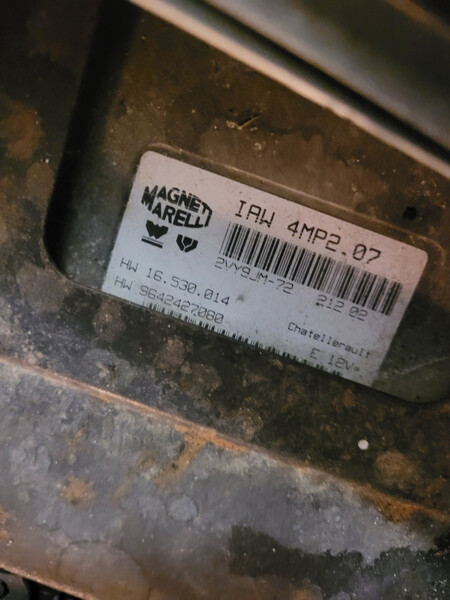 MAGNETI
MARELLI
IAW 4MP2.07
2VY9JM-72 212 02
HW 16.530.014
HW 9642427080
Chatellerault
E 12V=